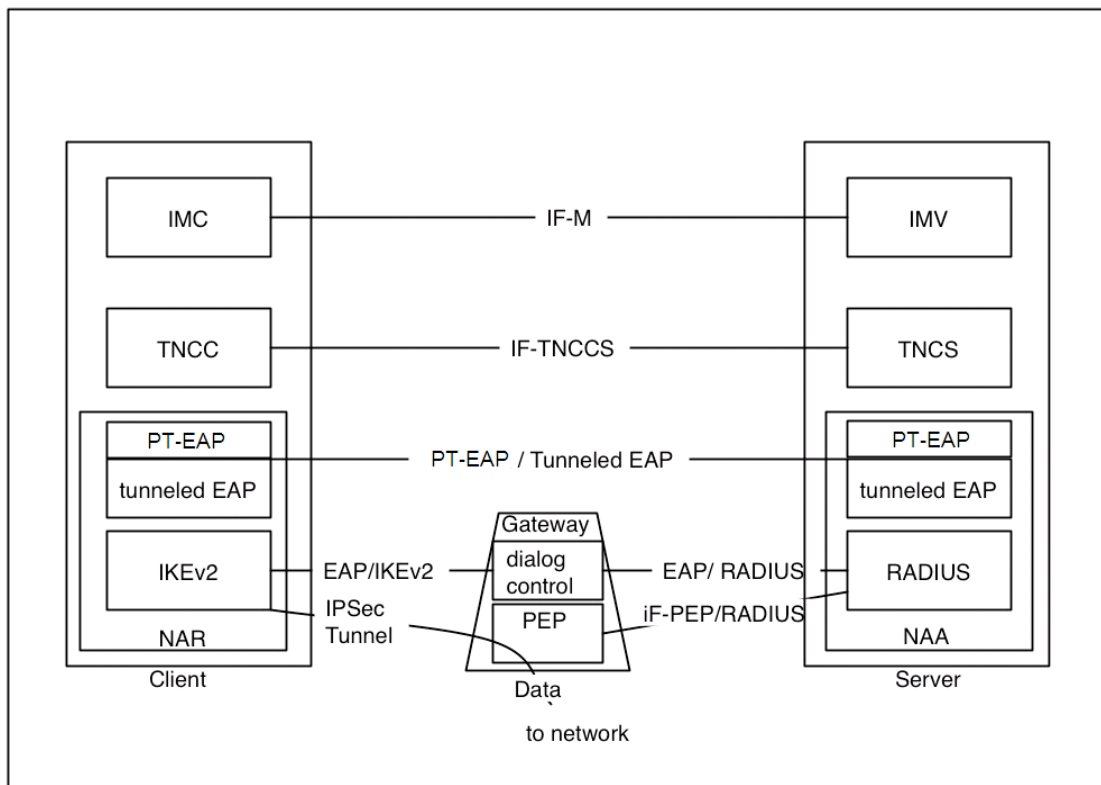 IMC
IF-M
IMV
TNCC
IF-TNCCS
TNCS
PT-EAP
PT-EAP
PT-EAP / Tunneled EAP
tunneled EAP
tunneled EAP
Gateway
IKEv2
EAP/IKEv2
dialog
control
EAP/ RADIUS
RADIUS
IPSec
Tunnel
PEP
iF-PEP/RADIUS
NAR
NAA
Client
Data
Server
to network